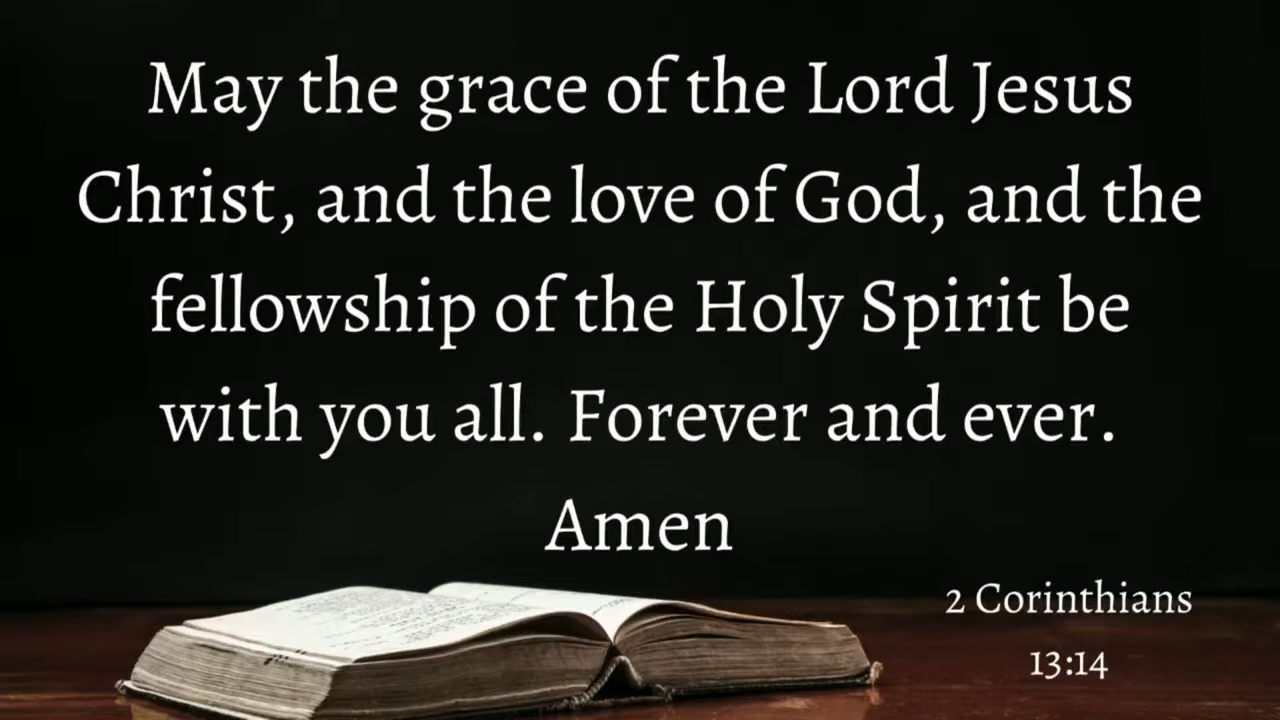 May the grace of the Lord Jesus
Christ, and the love of God, and the
fellowship of the Holy Spirit be
with you all. Forever and ever.
Amen
2 Corinthians
13:14